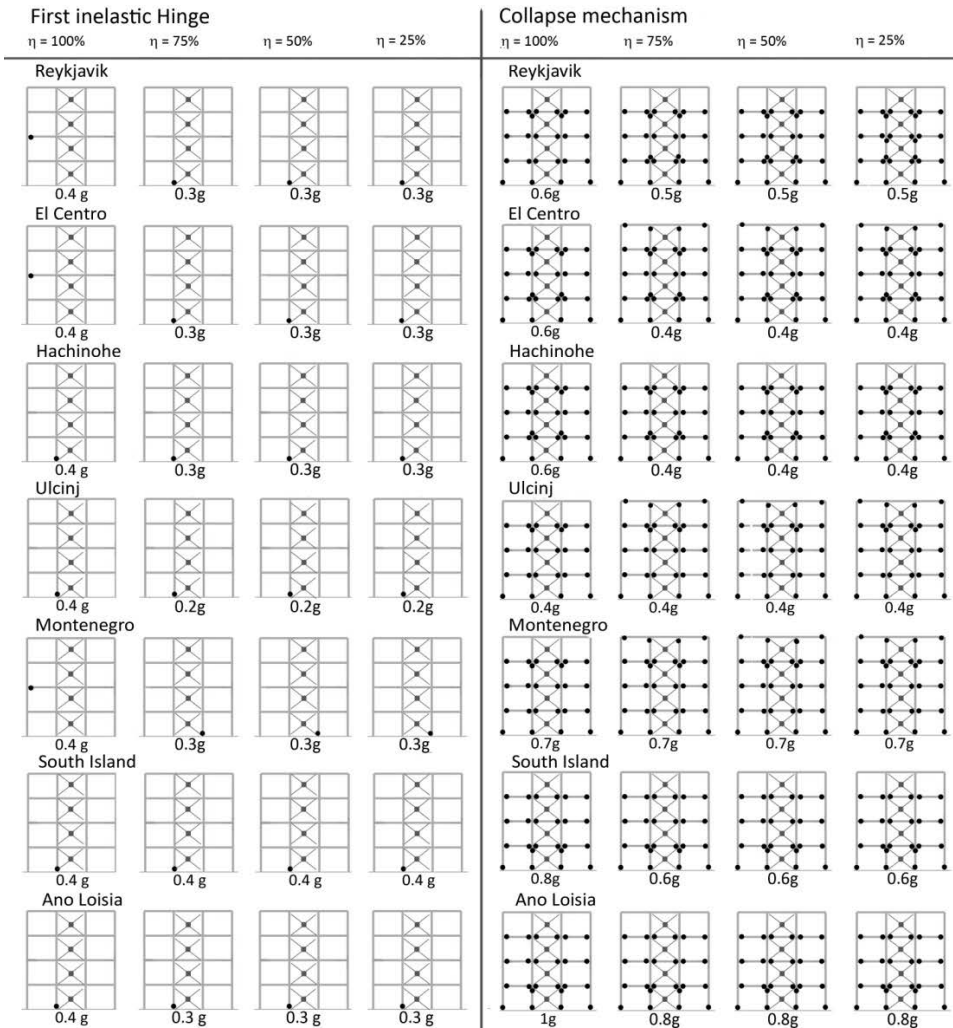 First inelastic Hinge Collapse mechanism
η = 100% η = 75% η = 50% η = 25% η = 100% η = 75% η = 50% η = 25%
Reykjavik Reykjavik
0.4 g 0.3g 0.3g 0.3g 0.6g 0.5g 0.5g 0.5g
El Centro El Centro
0.4 g 0.3g 0.3g 0.3g 0.6g 0.4g 0.4g 0.4g
Hachinohe Hachinohe
0.4 g 0.3g 0.3g 0.3g 0.6g 0.4g 0.4g 0.4g
Ulcinj Ulcinj
0.4 g 0.2g 0.2g 0.2g 0.4g 0.4g 0.4g 0.4g
Montenegro Montenegro
0.4 g 0.3g 0.3g 0.3g 0.7g 0.7g 0.7g 0.7g
South Island South Island
0.4 g 0.4 g 0.4 g 0.4 g 0.8g 0.6g 0.6g 0.6g
Ano Loisia Ano Loisia
0.4 g 0.3 g 0.3 g 0.3 g 1g 0.8g 0.8g 0.8g